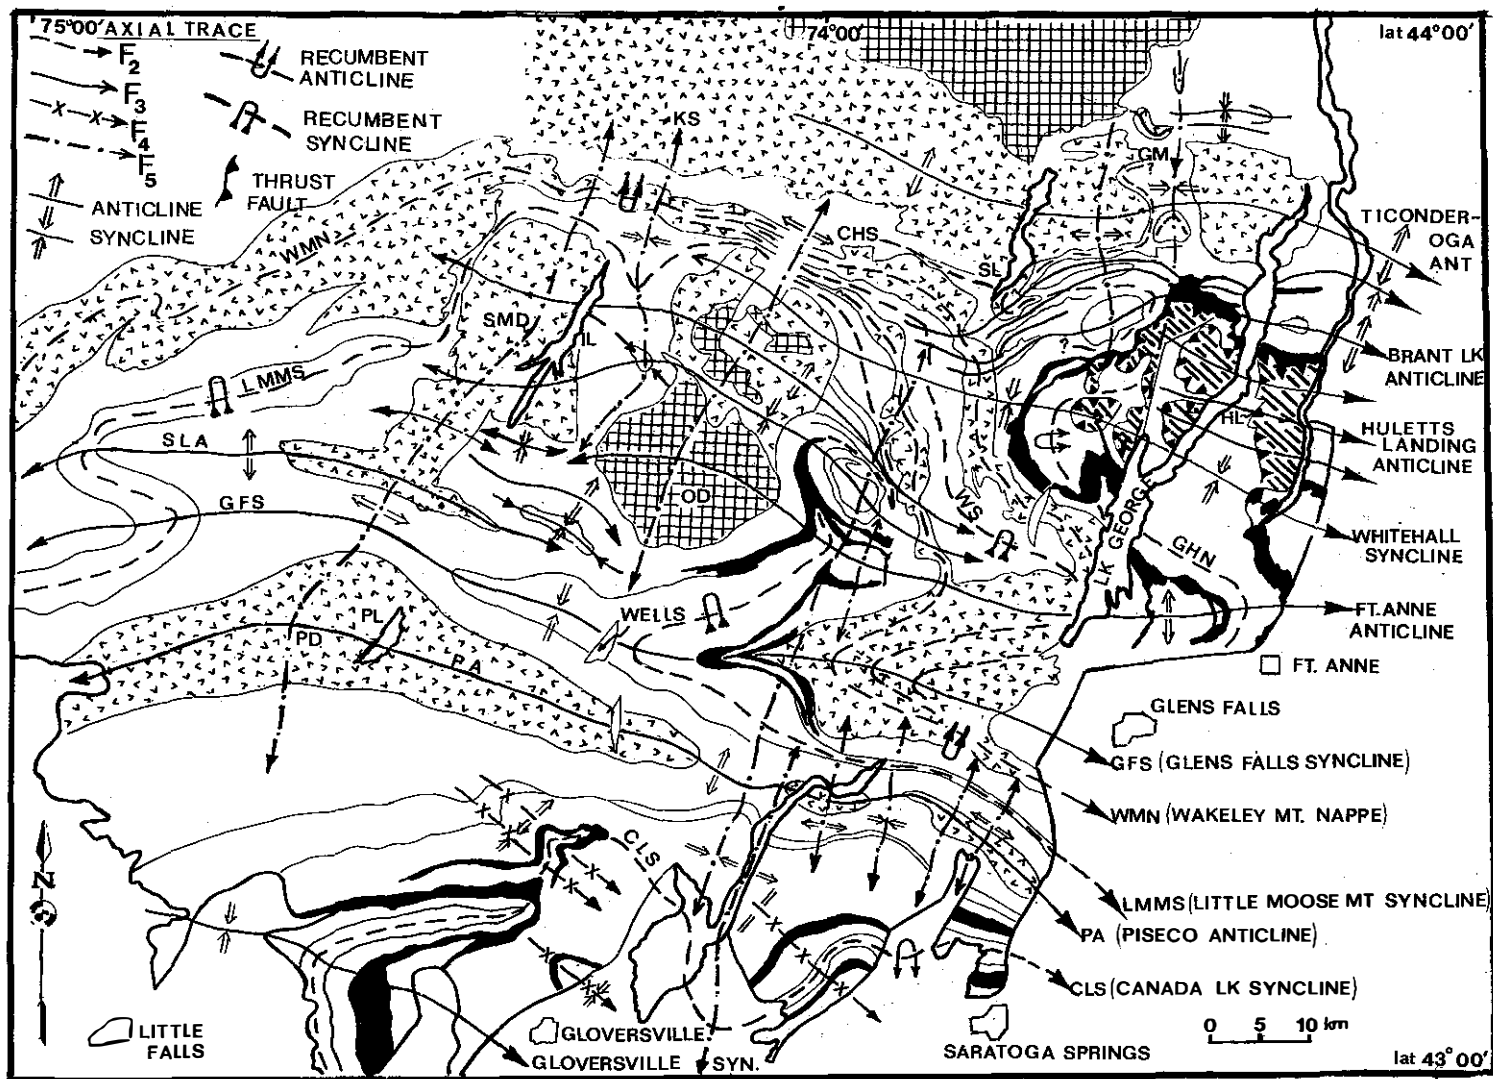 75°00' AXIAL TRACE
74°00'
lat 44°00'
F2
F3
F4
F5
RECUMBENT
ANTICLINE
RECUMBENT
SYNCLINE
THRUST
FAULT
ANTICLINE
SYNCLINE
KS
GM
TICONDER-
OGA
ANT
WMN
CHS
SL
SMD
IL
BRANT LK
ANTICLINE
LMMS
HL
HULETTS
LANDING
ANTICLINE
SLA
GFS
OD
WS
LK GEORGE
GHN
WHITEHALL
SYNCLINE
WELLS
FT. ANNE
ANTICLINE
PL
PD
PA
FT. ANNE
GLENS FALLS
GFS (GLENS FALLS SYNCLINE)
WMN (WAKELEY MT. NAPPE)
CLS
N
LMMS (LITTLE MOOSE MT SYNCLINE)
PA (PISECO ANTICLINE)
CLS (CANADA LK SYNCLINE)
LITTLE
FALLS
GLOVERSVILLE
GLOVERSVILLE SYN.
SARATOGA SPRINGS
0 5 10 km
lat 43°00'